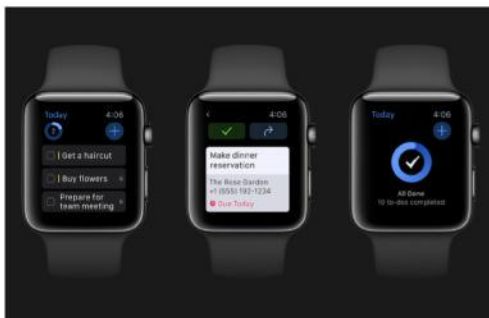 Today 4:06
Get a haircut
Buy flowers
Prepare for
team meeting
4:06
Make dinner
reservation
The Rose Garden
+1 (555) 192-1234
Due Today
Today 4:06
All Done
10 to-dos completed